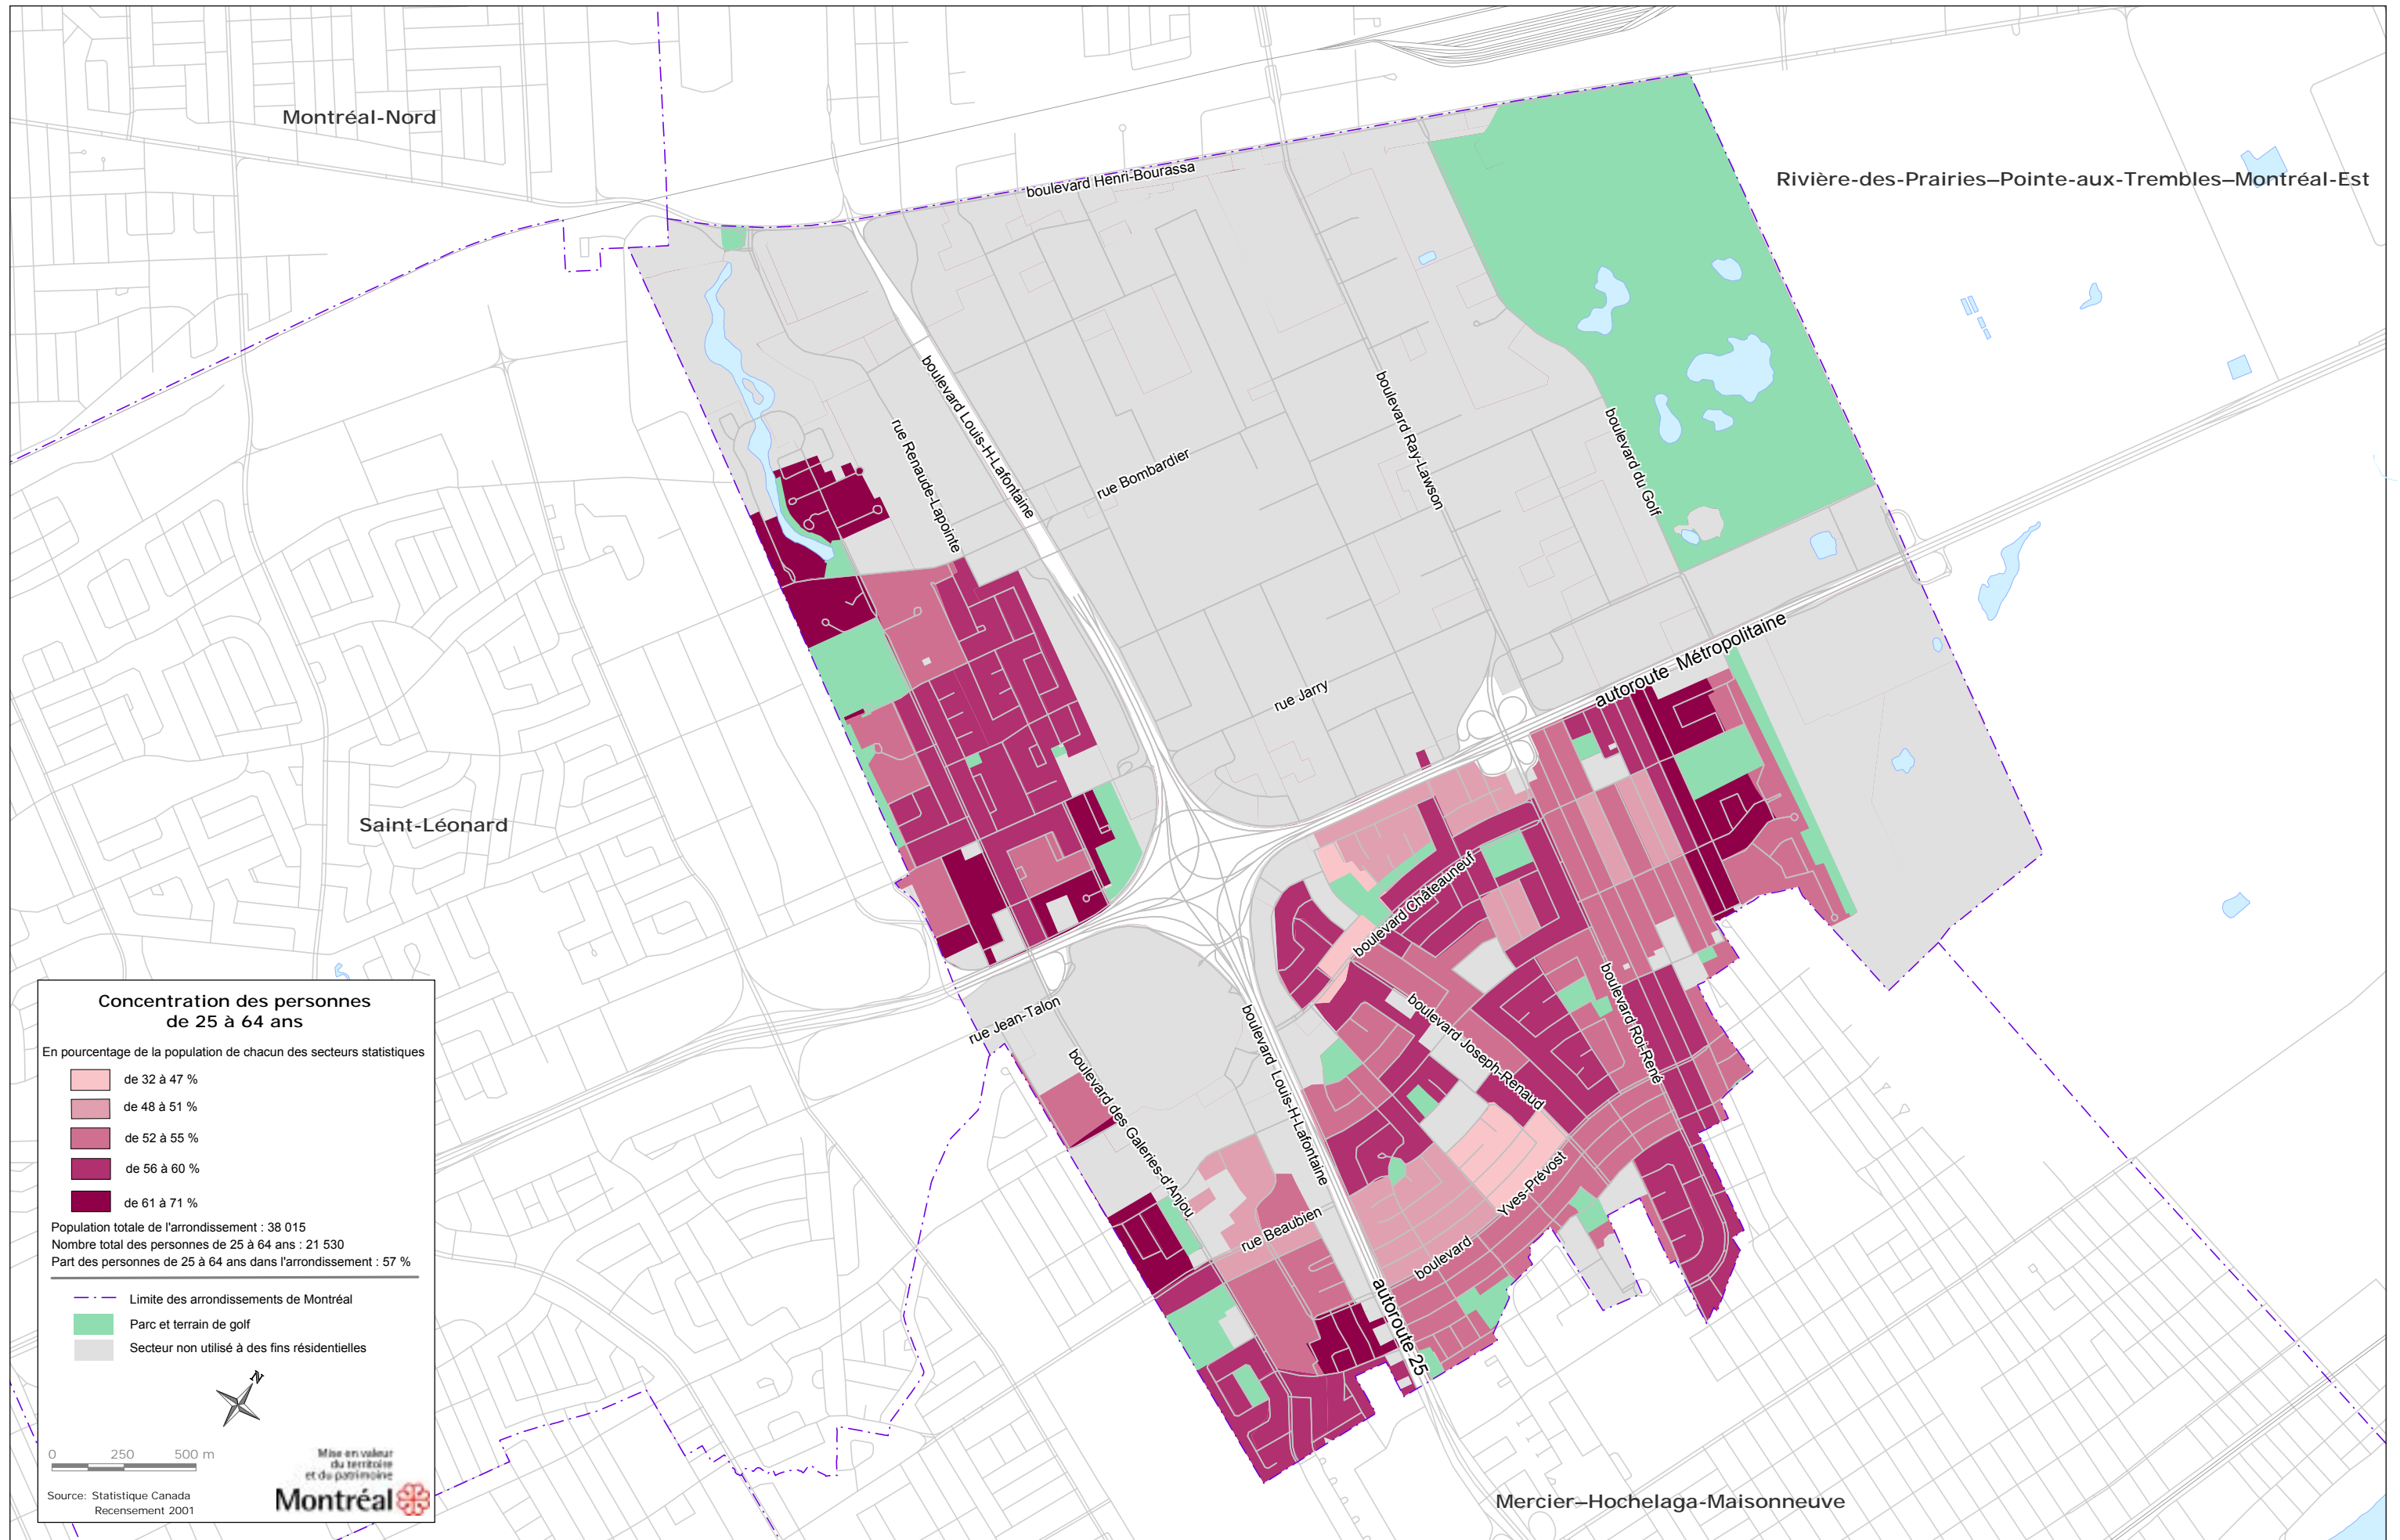 Montréal-Nord
Rivière-des-Prairies–Pointe-aux-Trembles–Montréal-Est
boulevard Henri-Bourassa
boulevard Louis-H-Lafontaine
rue Renaude-Lapointe
rue Bombardier
boulevard Ray-Lawson
boulevard du Golf
autoroute Métropolitaine
rue Jarry
Saint-Léonard
boulevard Châteauneuf
boulevard Joseph-Renaud
boulevard Roi-René
rue Jean-Talon
boulevard des Galeries-d'Anjou
boulevard Louis-H-Lafontaine
rue Beaubien
boulevard Yves-Prévost
autoroute 25
Mercier–Hochelaga-Maisonneuve
Concentration des personnes
de 25 à 64 ans
En pourcentage de la population de chacun des secteurs statistiques
de 32 à 47 %
de 48 à 51 %
de 52 à 55 %
de 56 à 60 %
de 61 à 71 %
Population totale de l'arrondissement : 38 015
Nombre total des personnes de 25 à 64 ans : 21 530
Part des personnes de 25 à 64 ans dans l'arrondissement : 57 %
Limite des arrondissements de Montréal
Parc et terrain de golf
Secteur non utilisé à des fins résidentielles
N
0 250 500 m
Mise en valeur
du territoire
et du patrimoine
Montréal
Source: Statistique Canada
Recensement 2001